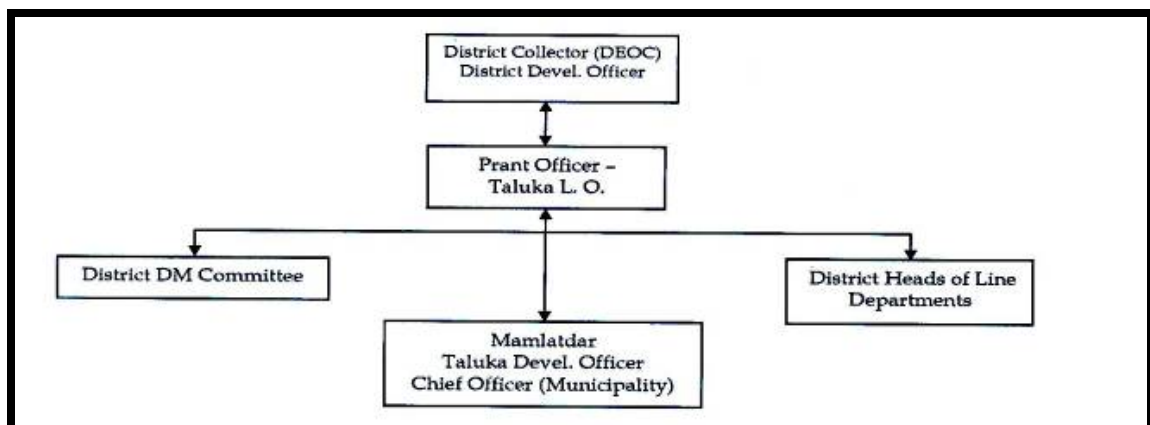 District Collector (DEOC)
District Devel. Officer
Prant Officer –
Taluka L. O.
District DM Committee
District Heads of Line
Departments
Mamlatdar
Taluka Devel. Officer
Chief Officer (Municipality)